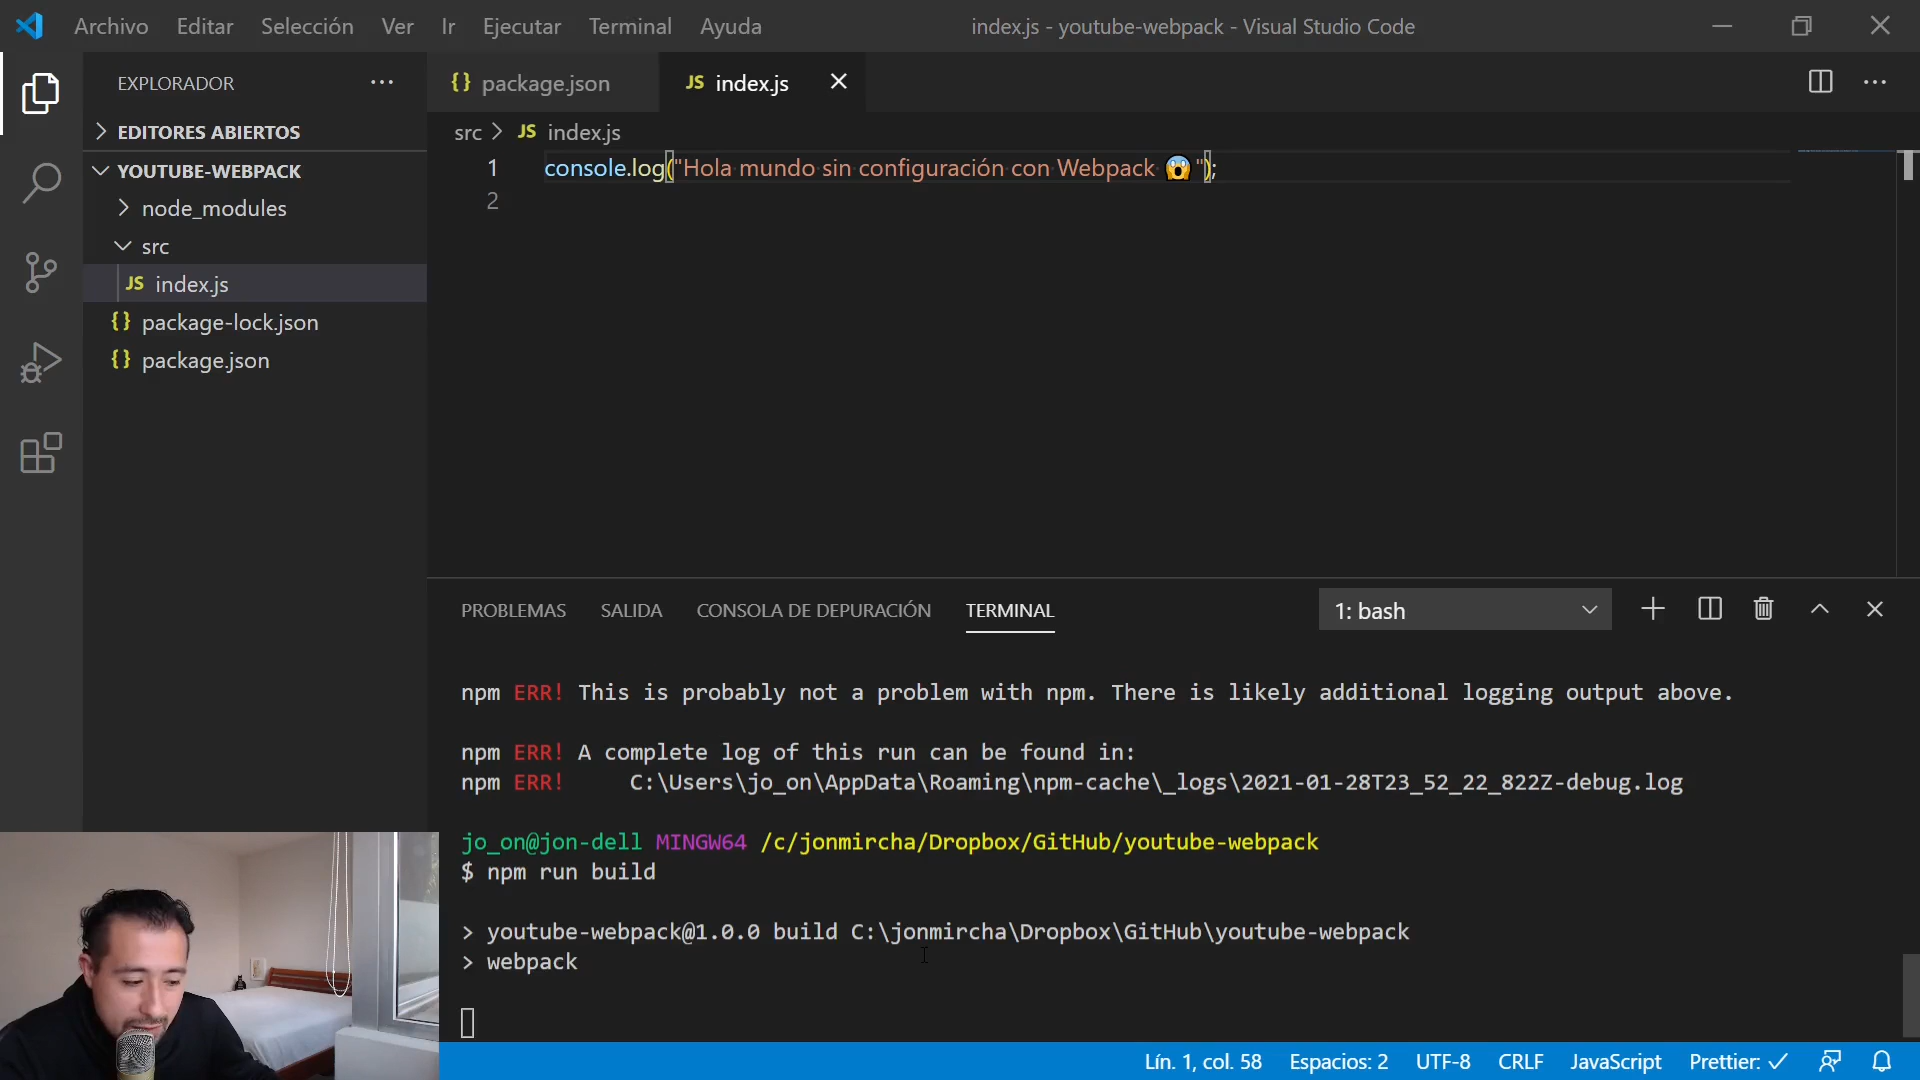 Archivo Editar Selección Ver Ir Ejecutar Terminal Ayuda index.js - youtube-webpack - Visual Studio Code
EXPLORADOR
EDITORES ABIERTOS
YOUTUBE-WEBPACK
node_modules
src
JS index.js
{} package-lock.json
{} package.json
{} package.json JS index.js
src > JS index.js
1 console.log("Hola mundo sin configuración con Webpack 😱");
2
PROBLEMAS SALIDA CONSOLA DE DEPURACIÓN TERMINAL 1: bash
npm ERR! This is probably not a problem with npm. There is likely additional logging output above.
npm ERR! A complete log of this run can be found in:
npm ERR! C:\Users\jo_on\AppData\Roaming\npm-cache\_logs\2021-01-28T23_52_22_822Z-debug.log
jo_on@jon-dell MINGW64 /c/jonmircha/Dropbox/GitHub/youtube-webpack
$ npm run build
> youtube-webpack@1.0.0 build C:\jonmircha\Dropbox\GitHub\youtube-webpack
> webpack
Lín. 1, col. 58 Espacios: 2 UTF-8 CRLF JavaScript Prettier: ✓